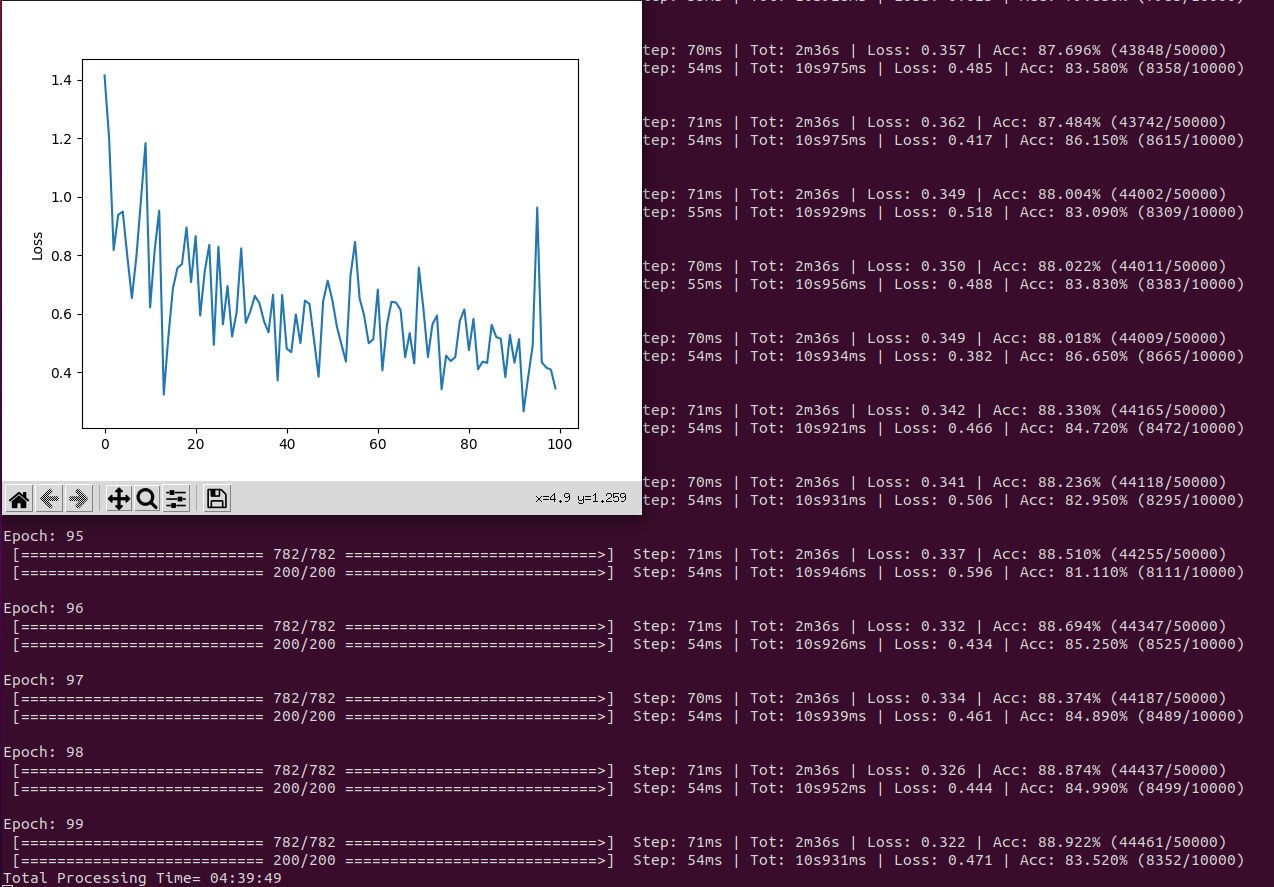 tep: 70ms | Tot: 2m36s | Loss: 0.357 | Acc: 87.696% (43848/50000)
tep: 54ms | Tot: 10s975ms | Loss: 0.485 | Acc: 83.580% (8358/10000)
tep: 71ms | Tot: 2m36s | Loss: 0.362 | Acc: 87.484% (43742/50000)
tep: 54ms | Tot: 10s975ms | Loss: 0.417 | Acc: 86.150% (8615/10000)
tep: 71ms | Tot: 2m36s | Loss: 0.349 | Acc: 88.004% (44002/50000)
tep: 55ms | Tot: 10s929ms | Loss: 0.518 | Acc: 83.090% (8309/10000)
tep: 70ms | Tot: 2m36s | Loss: 0.350 | Acc: 88.022% (44011/50000)
tep: 55ms | Tot: 10s956ms | Loss: 0.488 | Acc: 83.830% (8383/10000)
tep: 70ms | Tot: 2m36s | Loss: 0.349 | Acc: 88.018% (44009/50000)
tep: 54ms | Tot: 10s934ms | Loss: 0.382 | Acc: 86.650% (8665/10000)
tep: 71ms | Tot: 2m36s | Loss: 0.342 | Acc: 88.330% (44165/50000)
tep: 54ms | Tot: 10s921ms | Loss: 0.466 | Acc: 84.720% (8472/10000)
tep: 70ms | Tot: 2m36s | Loss: 0.341 | Acc: 88.236% (44118/50000)
tep: 54ms | Tot: 10s931ms | Loss: 0.506 | Acc: 82.950% (8295/10000)
1.4
1.2
1.0
0.8
0.6
0.4
Loss
0 20 40 60 80 100
x=4.9 y=1.259
Epoch: 95
[=========================== 782/782 ============================>] Step: 71ms | Tot: 2m36s | Loss: 0.337 | Acc: 88.510% (44255/50000)
[=========================== 200/200 ============================>] Step: 54ms | Tot: 10s946ms | Loss: 0.596 | Acc: 81.110% (8111/10000)
Epoch: 96
[=========================== 782/782 ============================>] Step: 71ms | Tot: 2m36s | Loss: 0.332 | Acc: 88.694% (44347/50000)
[=========================== 200/200 ============================>] Step: 54ms | Tot: 10s926ms | Loss: 0.434 | Acc: 85.250% (8525/10000)
Epoch: 97
[=========================== 782/782 ============================>] Step: 70ms | Tot: 2m36s | Loss: 0.334 | Acc: 88.374% (44187/50000)
[=========================== 200/200 ============================>] Step: 54ms | Tot: 10s939ms | Loss: 0.461 | Acc: 84.890% (8489/10000)
Epoch: 98
[=========================== 782/782 ============================>] Step: 71ms | Tot: 2m36s | Loss: 0.326 | Acc: 88.874% (44437/50000)
[=========================== 200/200 ============================>] Step: 54ms | Tot: 10s952ms | Loss: 0.444 | Acc: 84.990% (8499/10000)
Epoch: 99
[=========================== 782/782 ============================>] Step: 71ms | Tot: 2m36s | Loss: 0.322 | Acc: 88.922% (44461/50000)
[=========================== 200/200 ============================>] Step: 54ms | Tot: 10s931ms | Loss: 0.471 | Acc: 83.520% (8352/10000)
Total Processing Time= 04:39:49